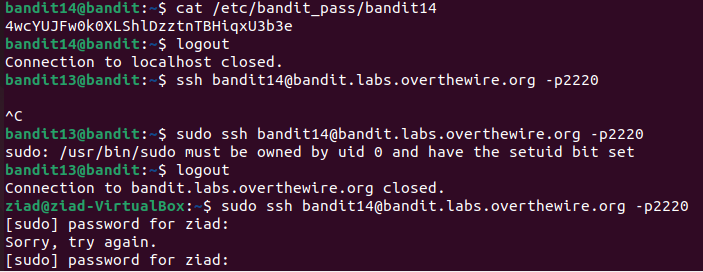 bandit14@bandit:~$ cat /etc/bandit_pass/bandit14
4wcYUJFw0k0XLShlDzztnTBHiqxU3b3e
bandit14@bandit:~$ logout
Connection to localhost closed.
bandit13@bandit:~$ ssh bandit14@bandit.labs.overthewire.org -p2220
^C
bandit13@bandit:~$ sudo ssh bandit14@bandit.labs.overthewire.org -p2220
sudo: /usr/bin/sudo must be owned by uid 0 and have the setuid bit set
bandit13@bandit:~$ logout
Connection to bandit.labs.overthewire.org closed.
ziad@ziad-VirtualBox:~$ sudo ssh bandit14@bandit.labs.overthewire.org -p2220
[sudo] password for ziad:
Sorry, try again.
[sudo] password for ziad: